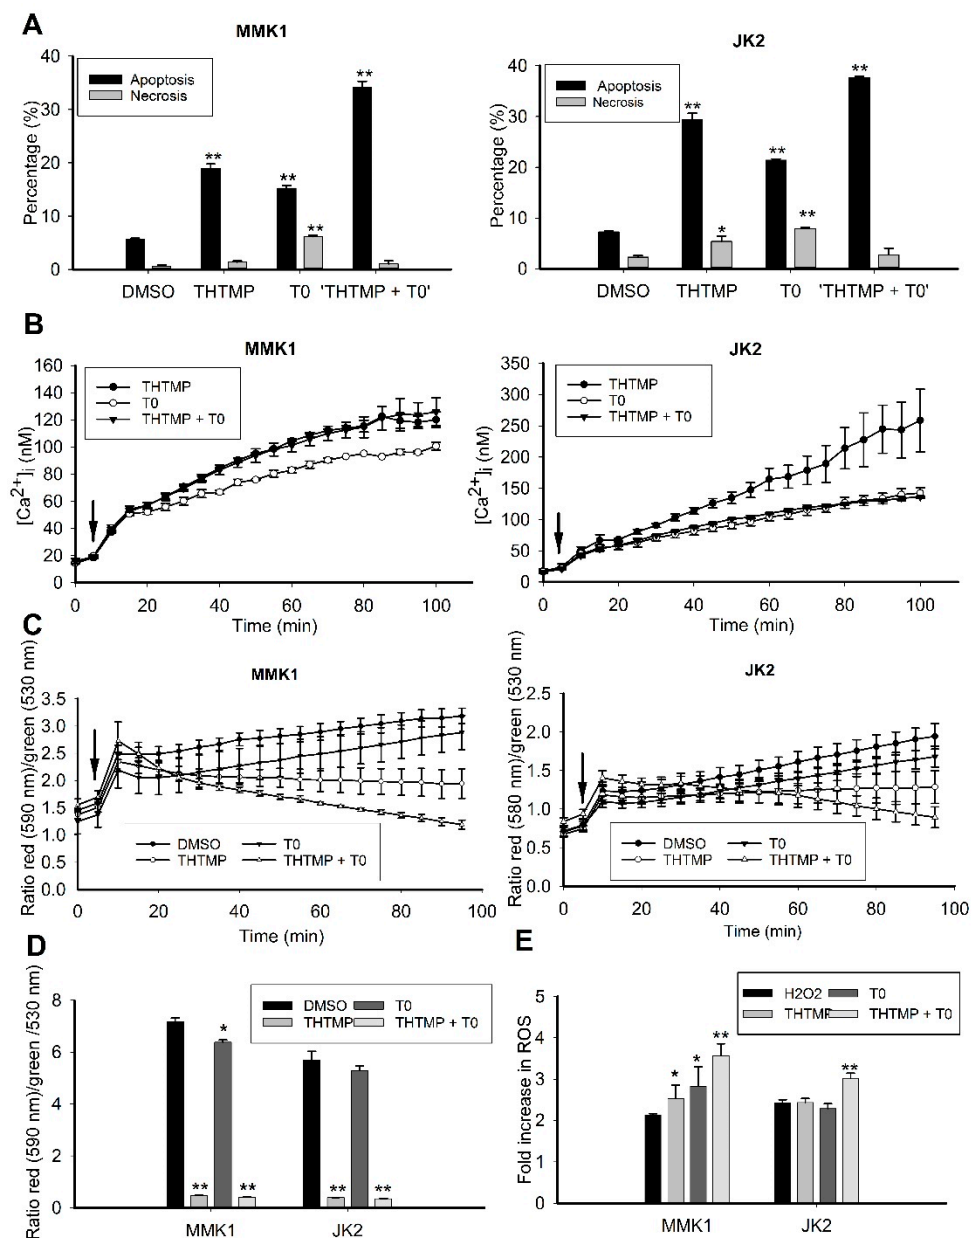 A
MMK1
40
30
20
10
0
Percentage (%)
Apoptosis
Necrosis
**
**
**
**
DMSO THTMP T0 'THTMP + T0'
JK2
40
30
20
10
0
Percentage (%)
Apoptosis
Necrosis
**
*
**
**
**
DMSO THTMP T0 'THTMP + T0'
B
MMK1
160
140
120
100
80
60
40
20
0
[Ca2+]i (nM)
THTMP
T0
THTMP + T0
0 20 40 60 80 100
Time (min)
JK2
350
300
250
200
150
100
50
0
[Ca2+]i (nM)
THTMP
T0
THTMP + T0
0 20 40 60 80 100
Time (min)
C
MMK1
3.5
3.0
2.5
2.0
1.5
1.0
0.5
0.0
Ratio red (590 nm)/green (530 nm)
DMSO T0
THTMP THTMP + T0
0 20 40 60 80 100
Time (min)
JK2
2.5
2.0
1.5
1.0
0.5
0.0
Ratio red (580 nm)/green (530 nm)
DMSO T0
THTMP THTMP + T0
0 20 40 60 80 100
Time (min)
D
8
6
4
2
0
Ratio red (590 nm)/green /530 nm)
DMSO T0
THTMP THTMP + T0
*
** **
** **
MMK1 JK2
E
5
4
3
2
1
0
Fold increase in ROS
H2O2 T0
THTMP THTMP + T0
* * **
**
MMK1 JK2